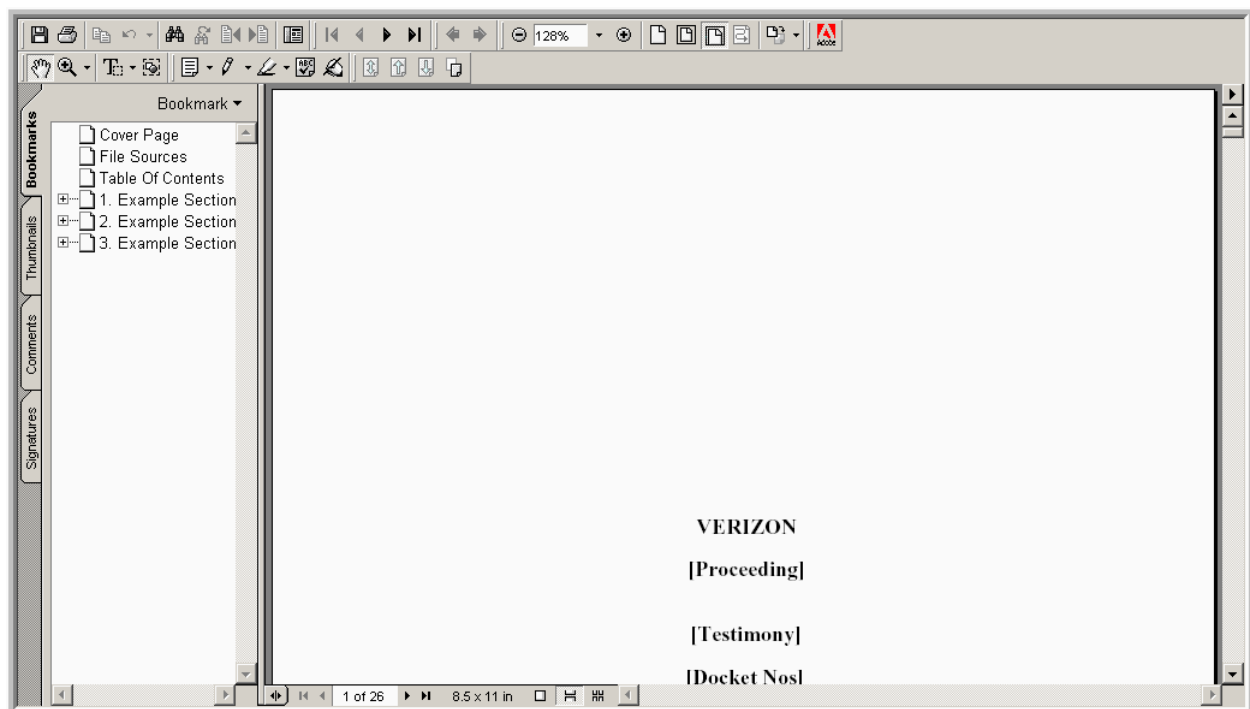 128%
Adobe
Bookmark
Bookmarks
Thumbnails
Comments
Signatures
Cover Page
File Sources
Table Of Contents
1. Example Section
2. Example Section
3. Example Section
VERIZON
[Proceeding]
[Testimony]
[Docket Nos]
1 of 26
8.5 x 11 in